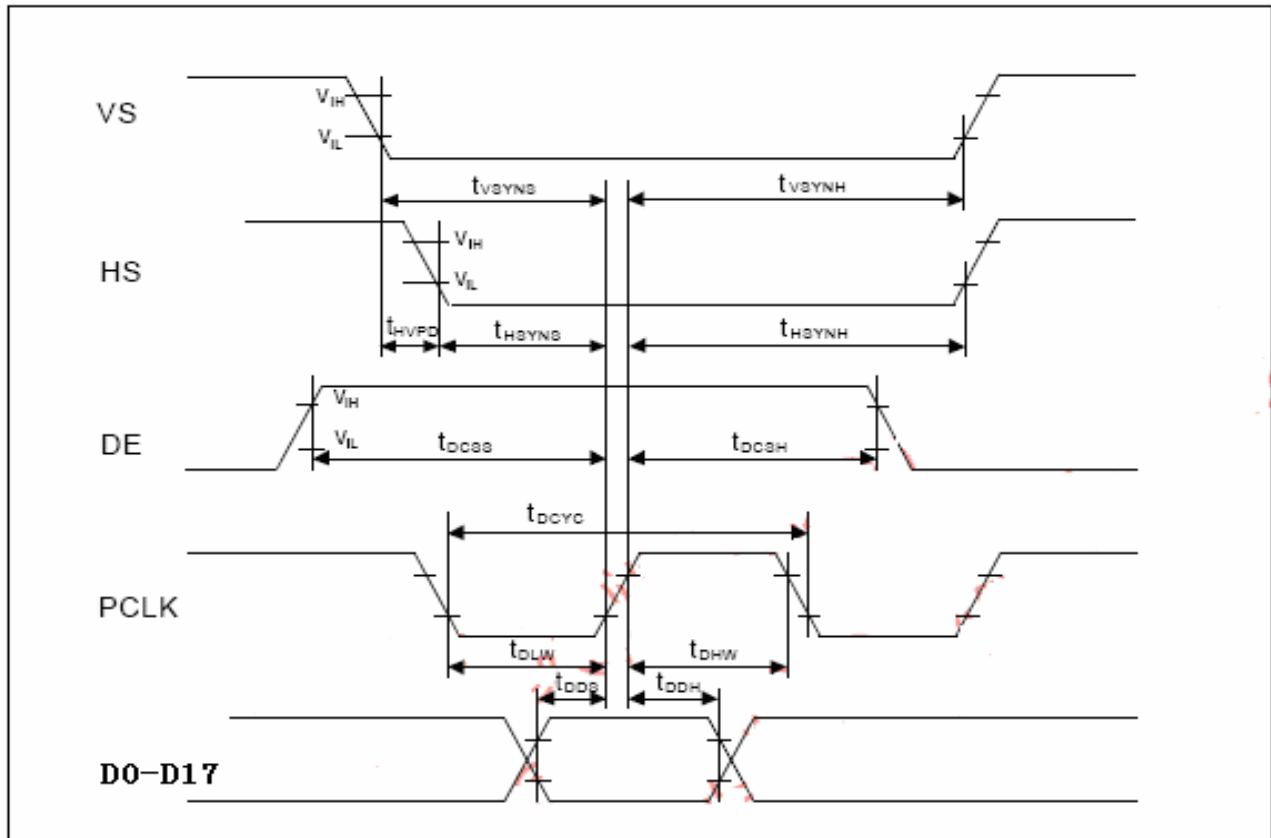 VS
VIH
VIL
tVSYNS
tVSYNH
HS
VIH
VIL
tHVPD
tHSYNS
tHSYNH
DE
VIH
VIL
tDCSS
tDCSH
tDCYC
PCLK
tDLW
tDHW
tDDS
tDDH
D0-D17